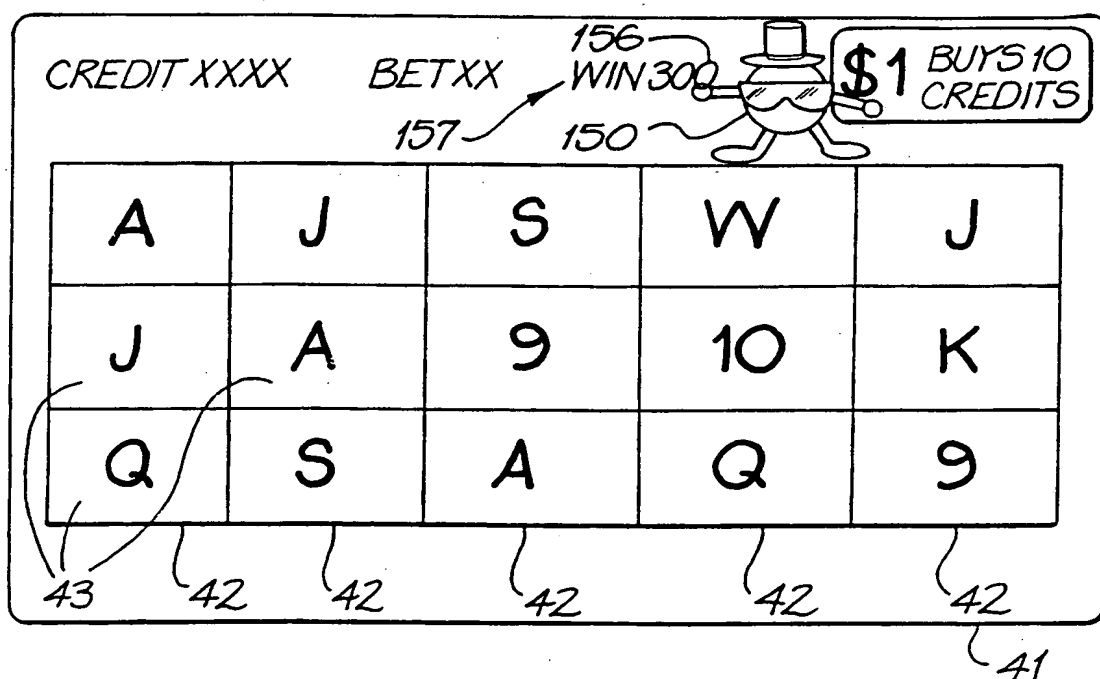 156
CREDIT XXXX BET XX WIN 300 $1 BUYS 10 CREDITS
157 150
A J S W J
J A 9 10 K
Q S A Q 9
43 42 42 42 42 42
41